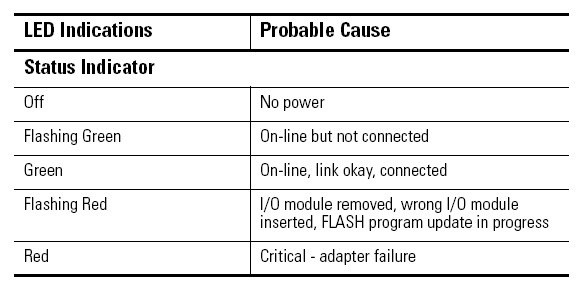 LED Indications Probable Cause
Status Indicator
Off No power
Flashing Green On-line but not connected
Green On-line, link okay, connected
Flashing Red I/O module removed, wrong I/O module
inserted, FLASH program update in progress
Red Critical - adapter failure